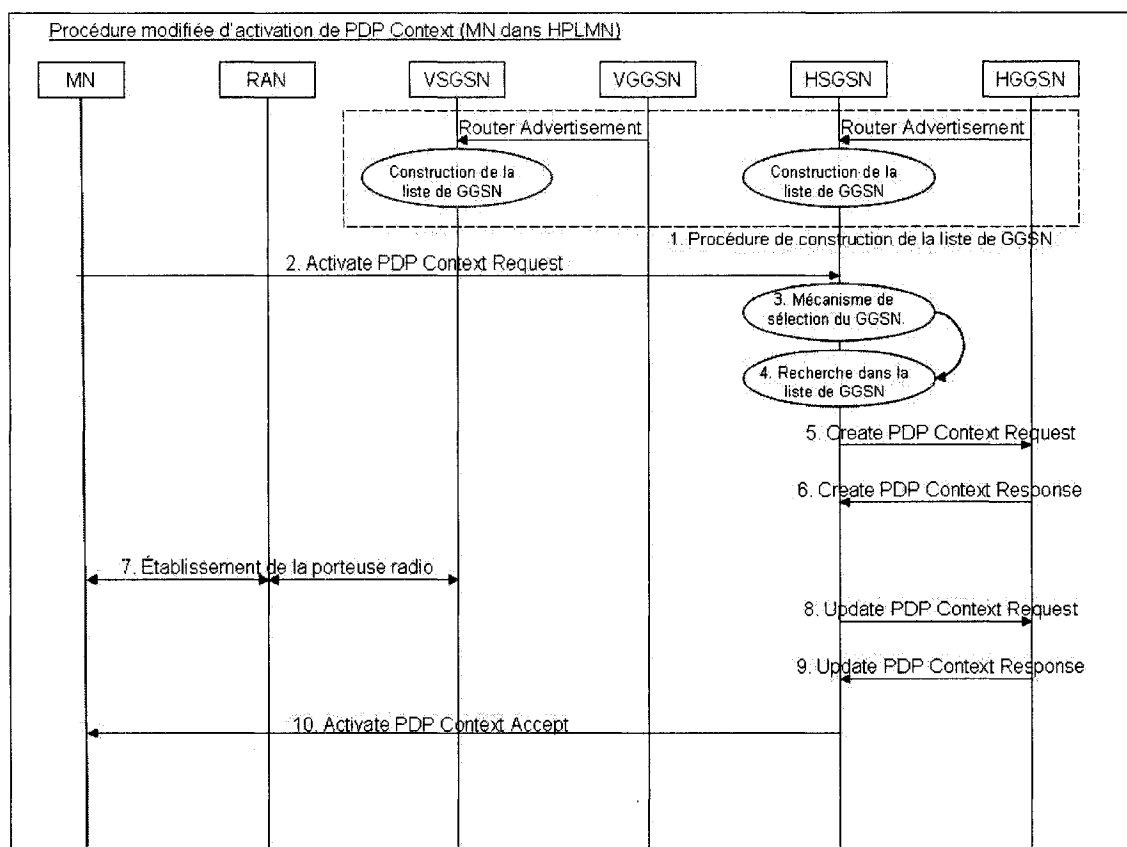 Procédure modifiée d'activation de PDP Context (MN dans HPLMN)
MN
RAN
VSGSN
VGGSN
HSGSN
HGGSN
Router Advertisement
Router Advertisement
Construction de la
liste de GGSN
Construction de la
liste de GGSN
1. Procédure de construction de la liste de GGSN
2. Activate PDP Context Request
3. Mécanisme de
sélection du GGSN.
4. Recherche dans la
liste de GGSN
5. Create PDP Context Request
6. Create PDP Context Response
7. Établissement de la porteuse radio
8. Update PDP Context Request
9. Update PDP Context Response
10. Activate PDP Context Accept